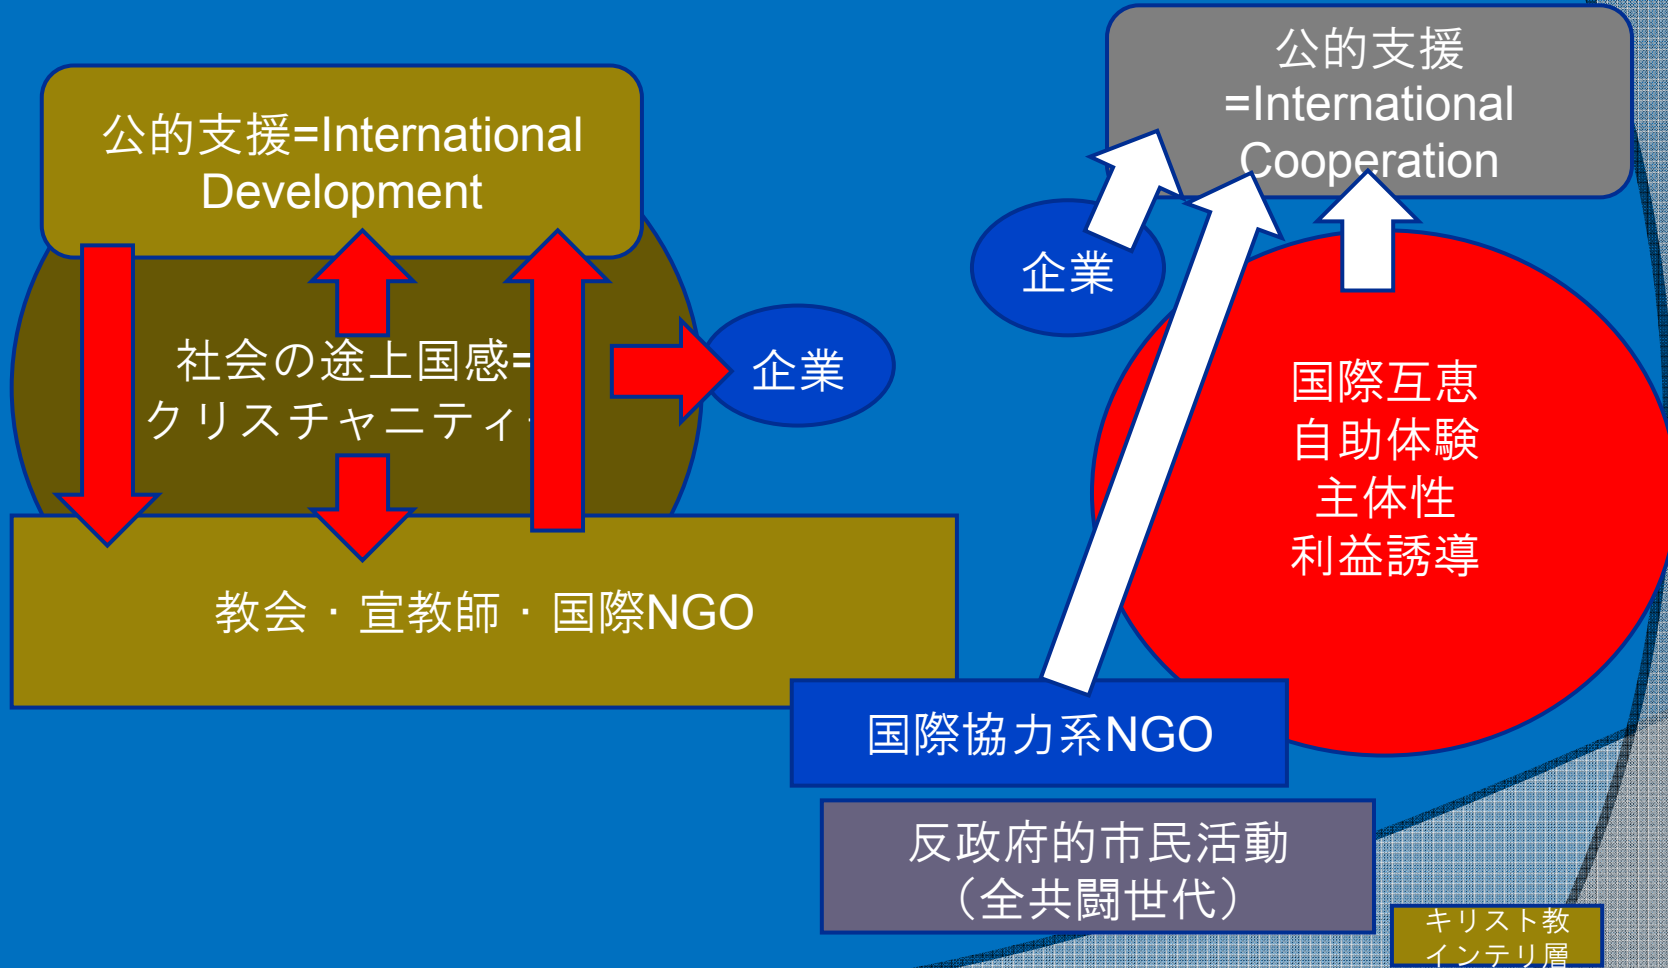 公的支援=International
Development
社会の途上国感=
クリスチャニティ
企業
教会・宣教師・国際NGO
公的支援
=International
Cooperation
企業
国際互恵
自助体験
主体性
利益誘導
国際協力系NGO
反政府的市民活動
（全共闘世代）
キリスト教
インテリ層